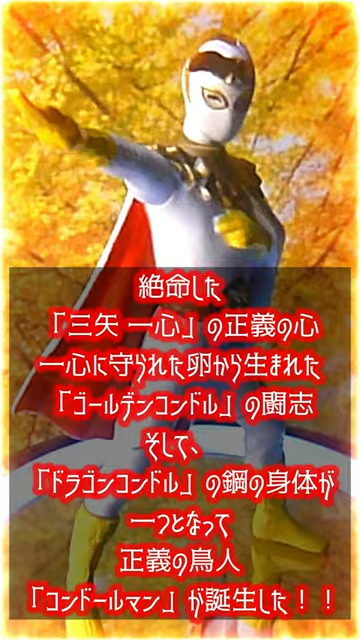 絶命した
「三矢 一心」の正義の心
一心に守られた卵から生まれた
「ゴールデンコンドル」の闘志
そして、
「ドラゴンコンドル」の鋼の身体が
一つとなって
正義の鳥人
「コンドールマン」が誕生した!!